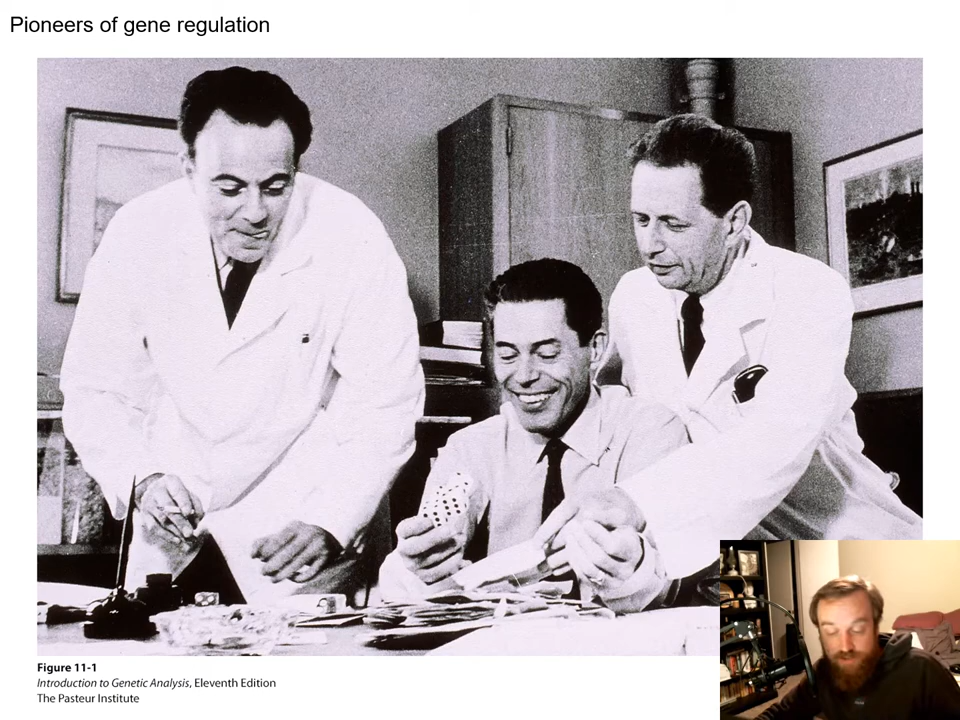 Pioneers of gene regulation
Figure 11-1
Introduction to Genetic Analysis, Eleventh Edition
The Pasteur Institute